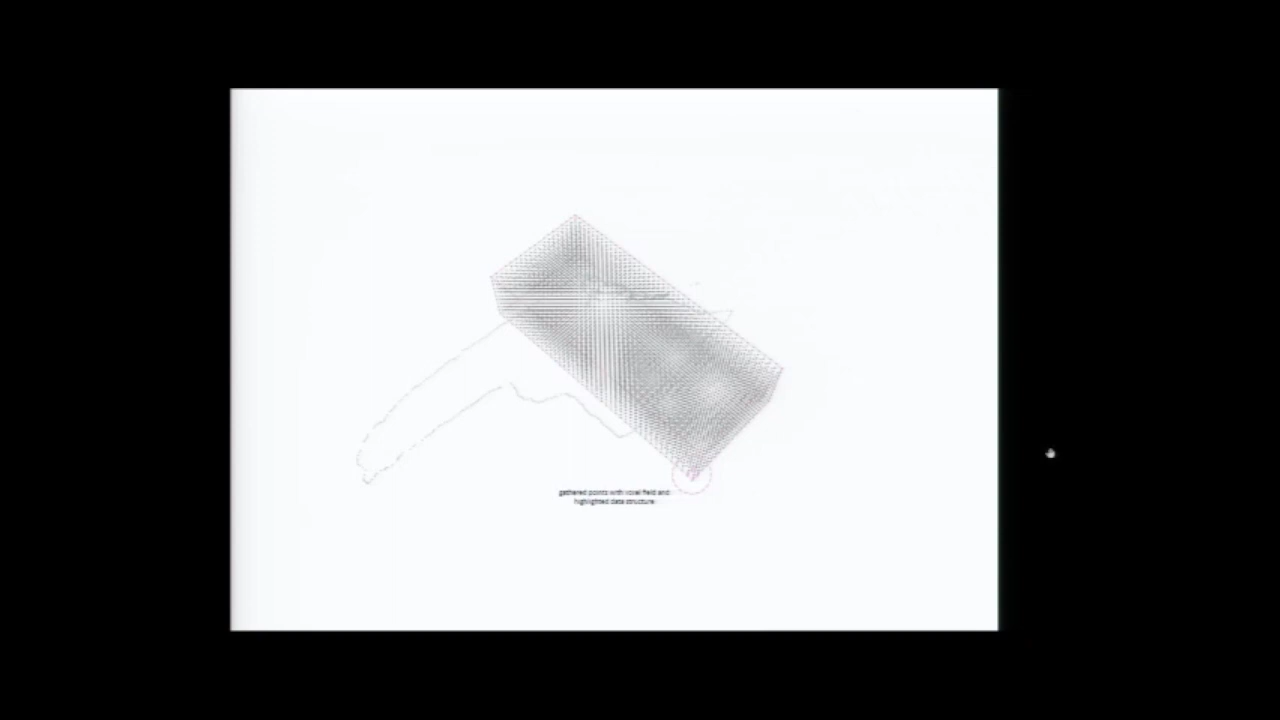 gathered points with voxel field and
highlighted data structure